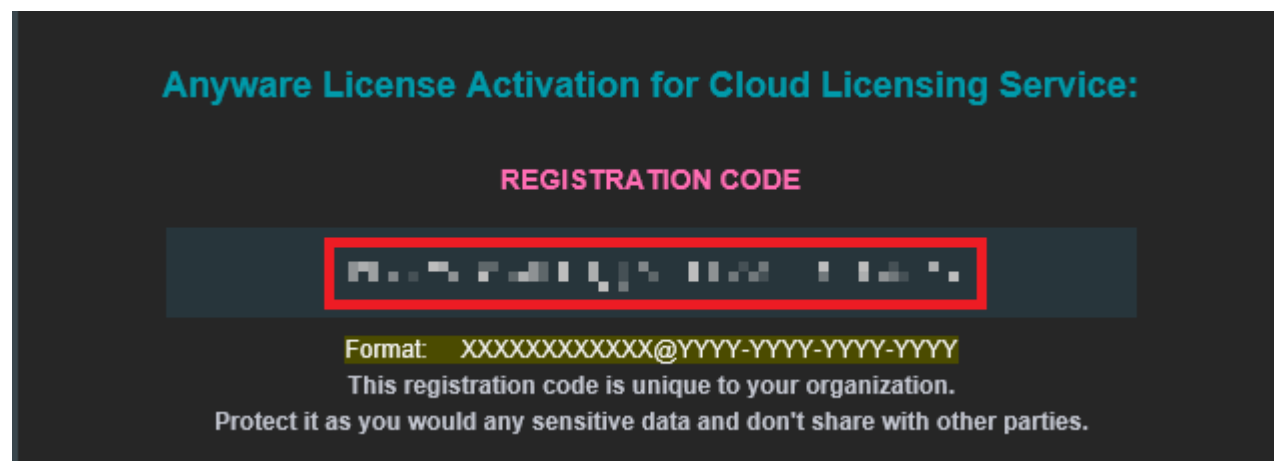 Anyware License Activation for Cloud Licensing Service:
REGISTRATION CODE
Format: XXXXXXXXXXXX@YYYY-YYYY-YYYY-YYYY
This registration code is unique to your organization.
Protect it as you would any sensitive data and don't share with other parties.